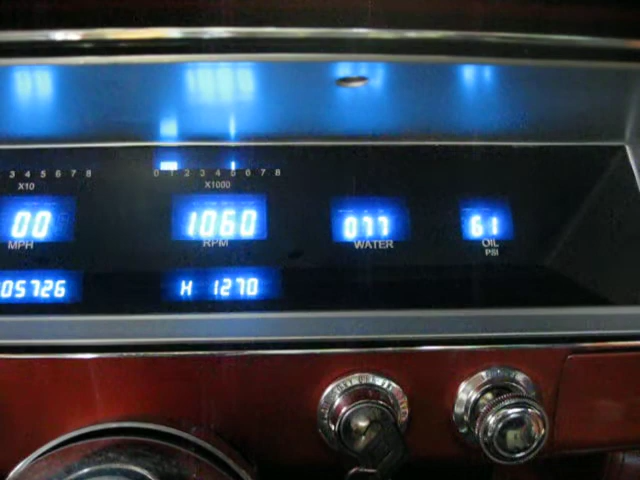 3 4 5 6 7 8 0 1 2 3 4 5 6 7 8
X10 X1000
00 1060 077 61
MPH RPM WATER OIL
PSI
05726 H 1270